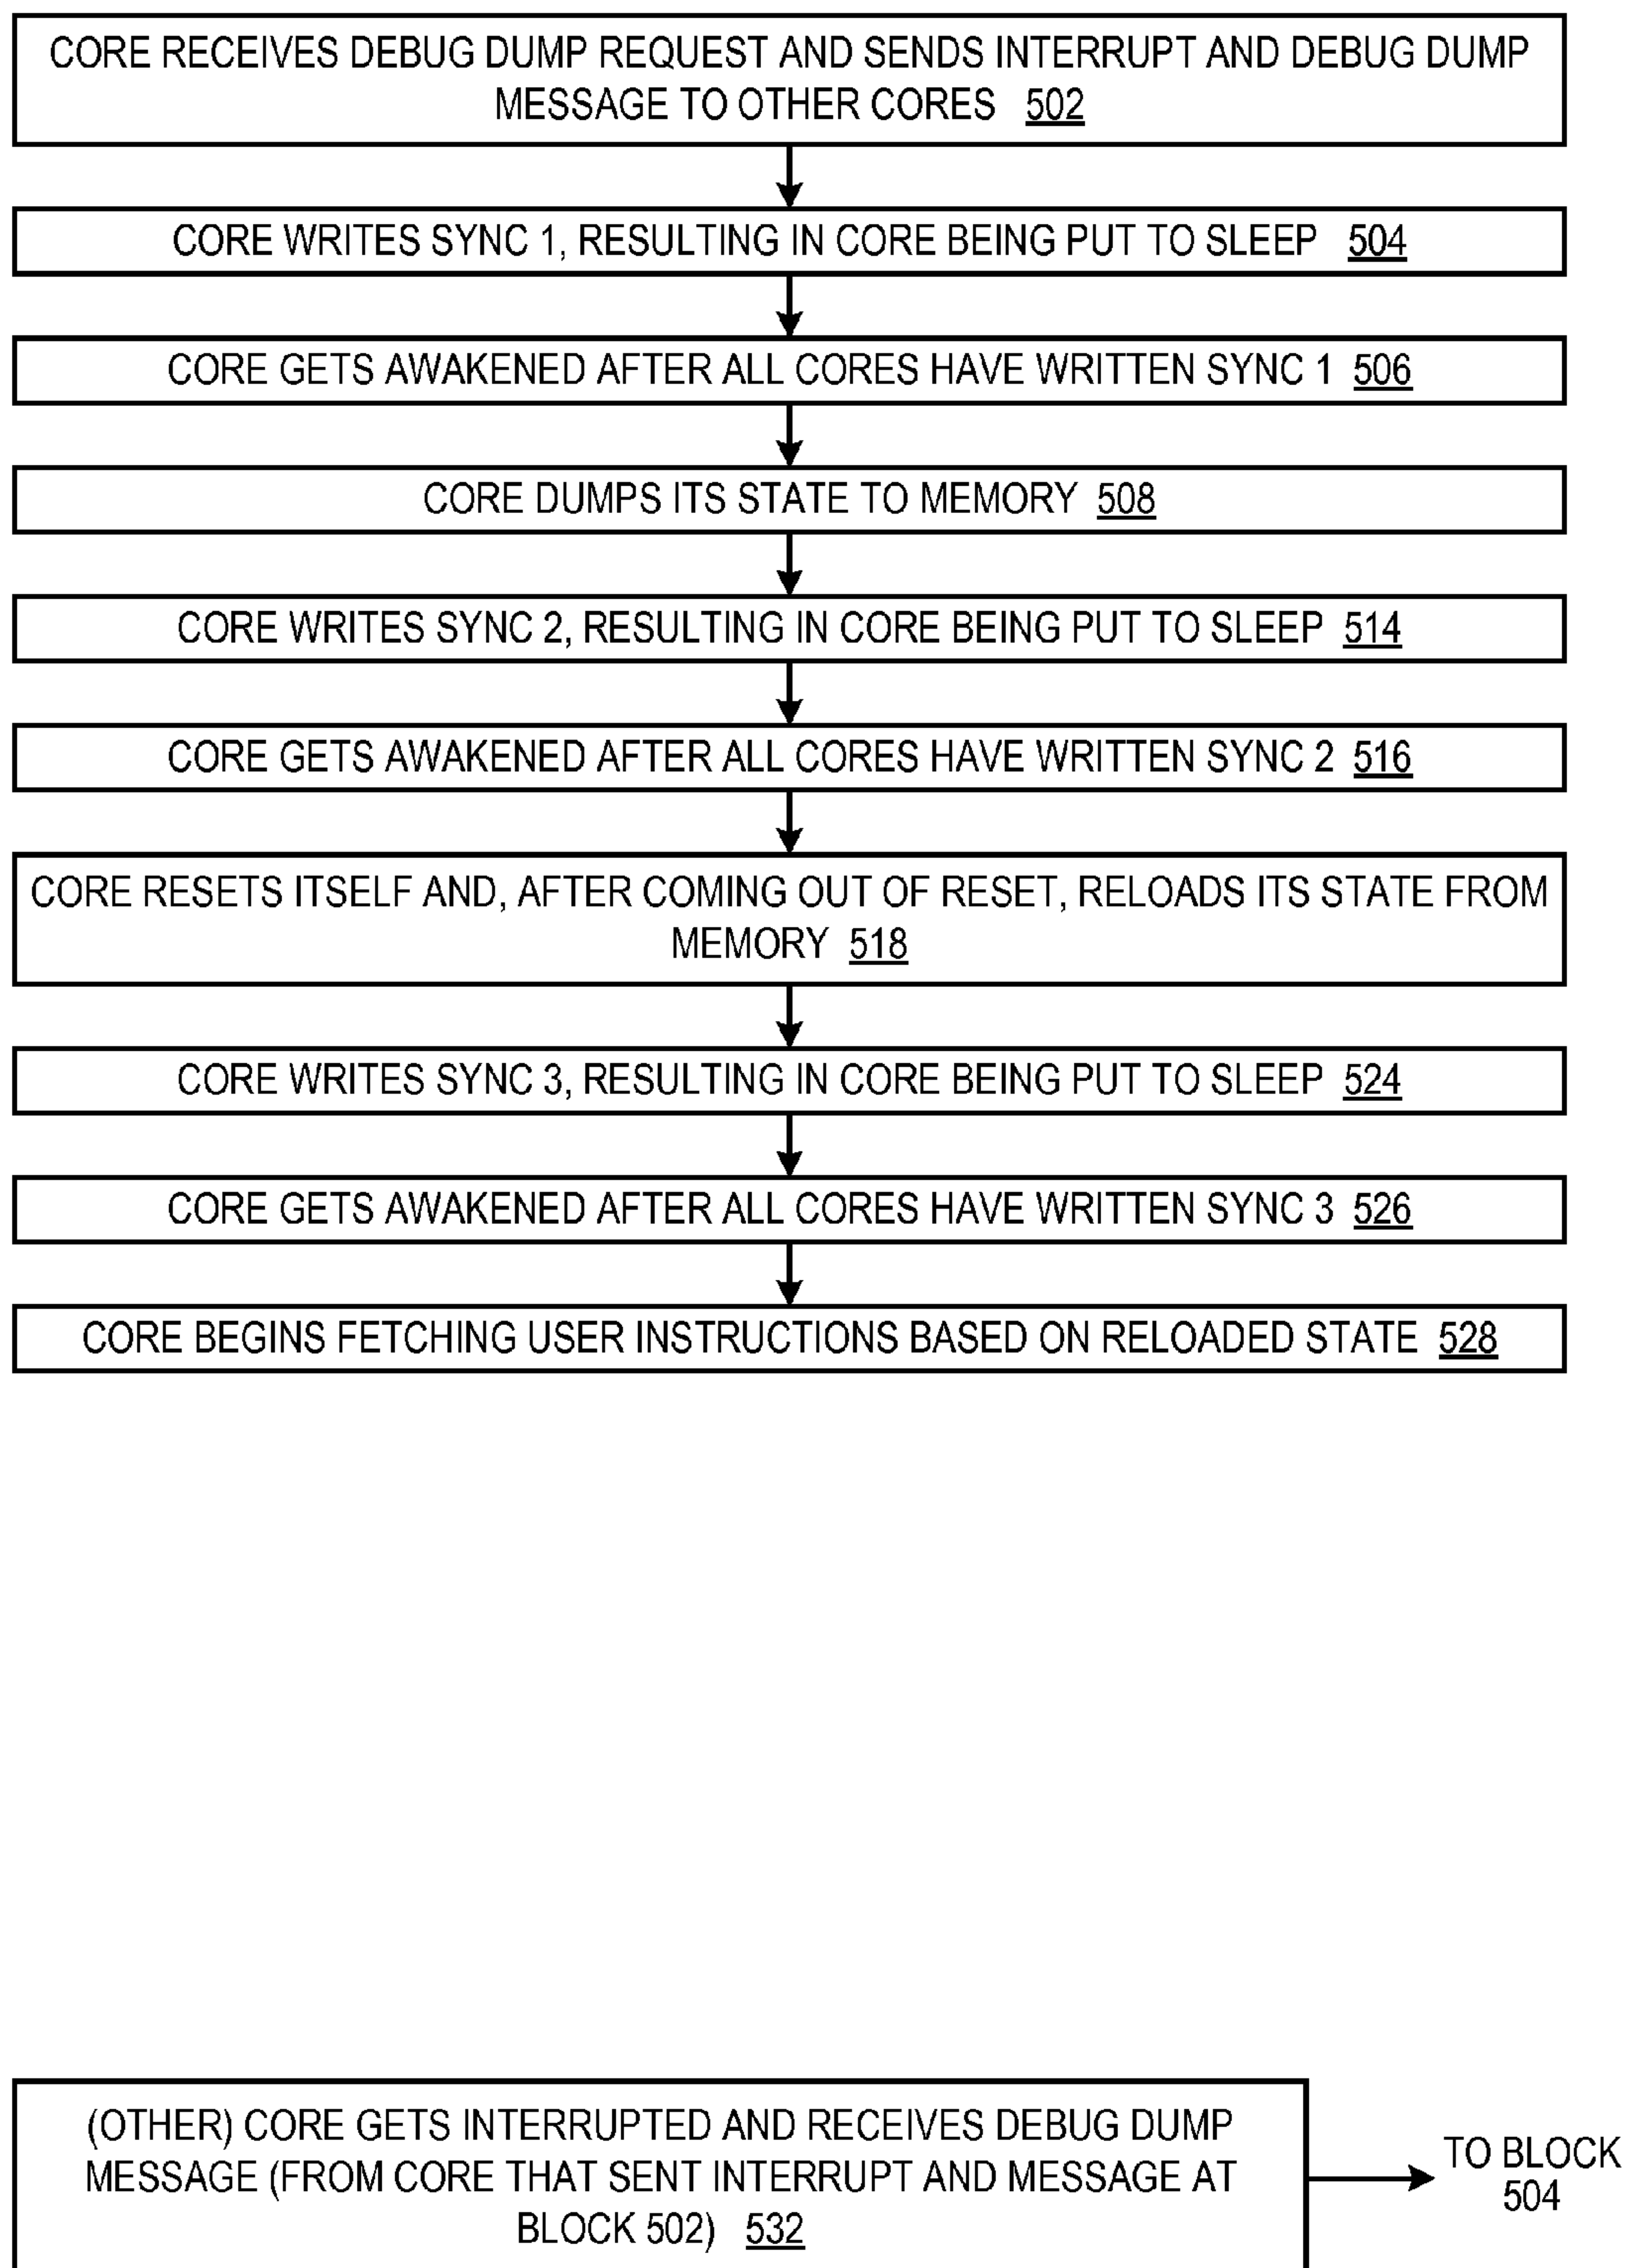 CORE RECEIVES DEBUG DUMP REQUEST AND SENDS INTERRUPT AND DEBUG DUMP
MESSAGE TO OTHER CORES 502
CORE WRITES SYNC 1, RESULTING IN CORE BEING PUT TO SLEEP 504
CORE GETS AWAKENED AFTER ALL CORES HAVE WRITTEN SYNC 1 506
CORE DUMPS ITS STATE TO MEMORY 508
CORE WRITES SYNC 2, RESULTING IN CORE BEING PUT TO SLEEP 514
CORE GETS AWAKENED AFTER ALL CORES HAVE WRITTEN SYNC 2 516
CORE RESETS ITSELF AND, AFTER COMING OUT OF RESET, RELOADS ITS STATE FROM
MEMORY 518
CORE WRITES SYNC 3, RESULTING IN CORE BEING PUT TO SLEEP 524
CORE GETS AWAKENED AFTER ALL CORES HAVE WRITTEN SYNC 3 526
CORE BEGINS FETCHING USER INSTRUCTIONS BASED ON RELOADED STATE 528
(OTHER) CORE GETS INTERRUPTED AND RECEIVES DEBUG DUMP
MESSAGE (FROM CORE THAT SENT INTERRUPT AND MESSAGE AT
BLOCK 502) 532
TO BLOCK
504